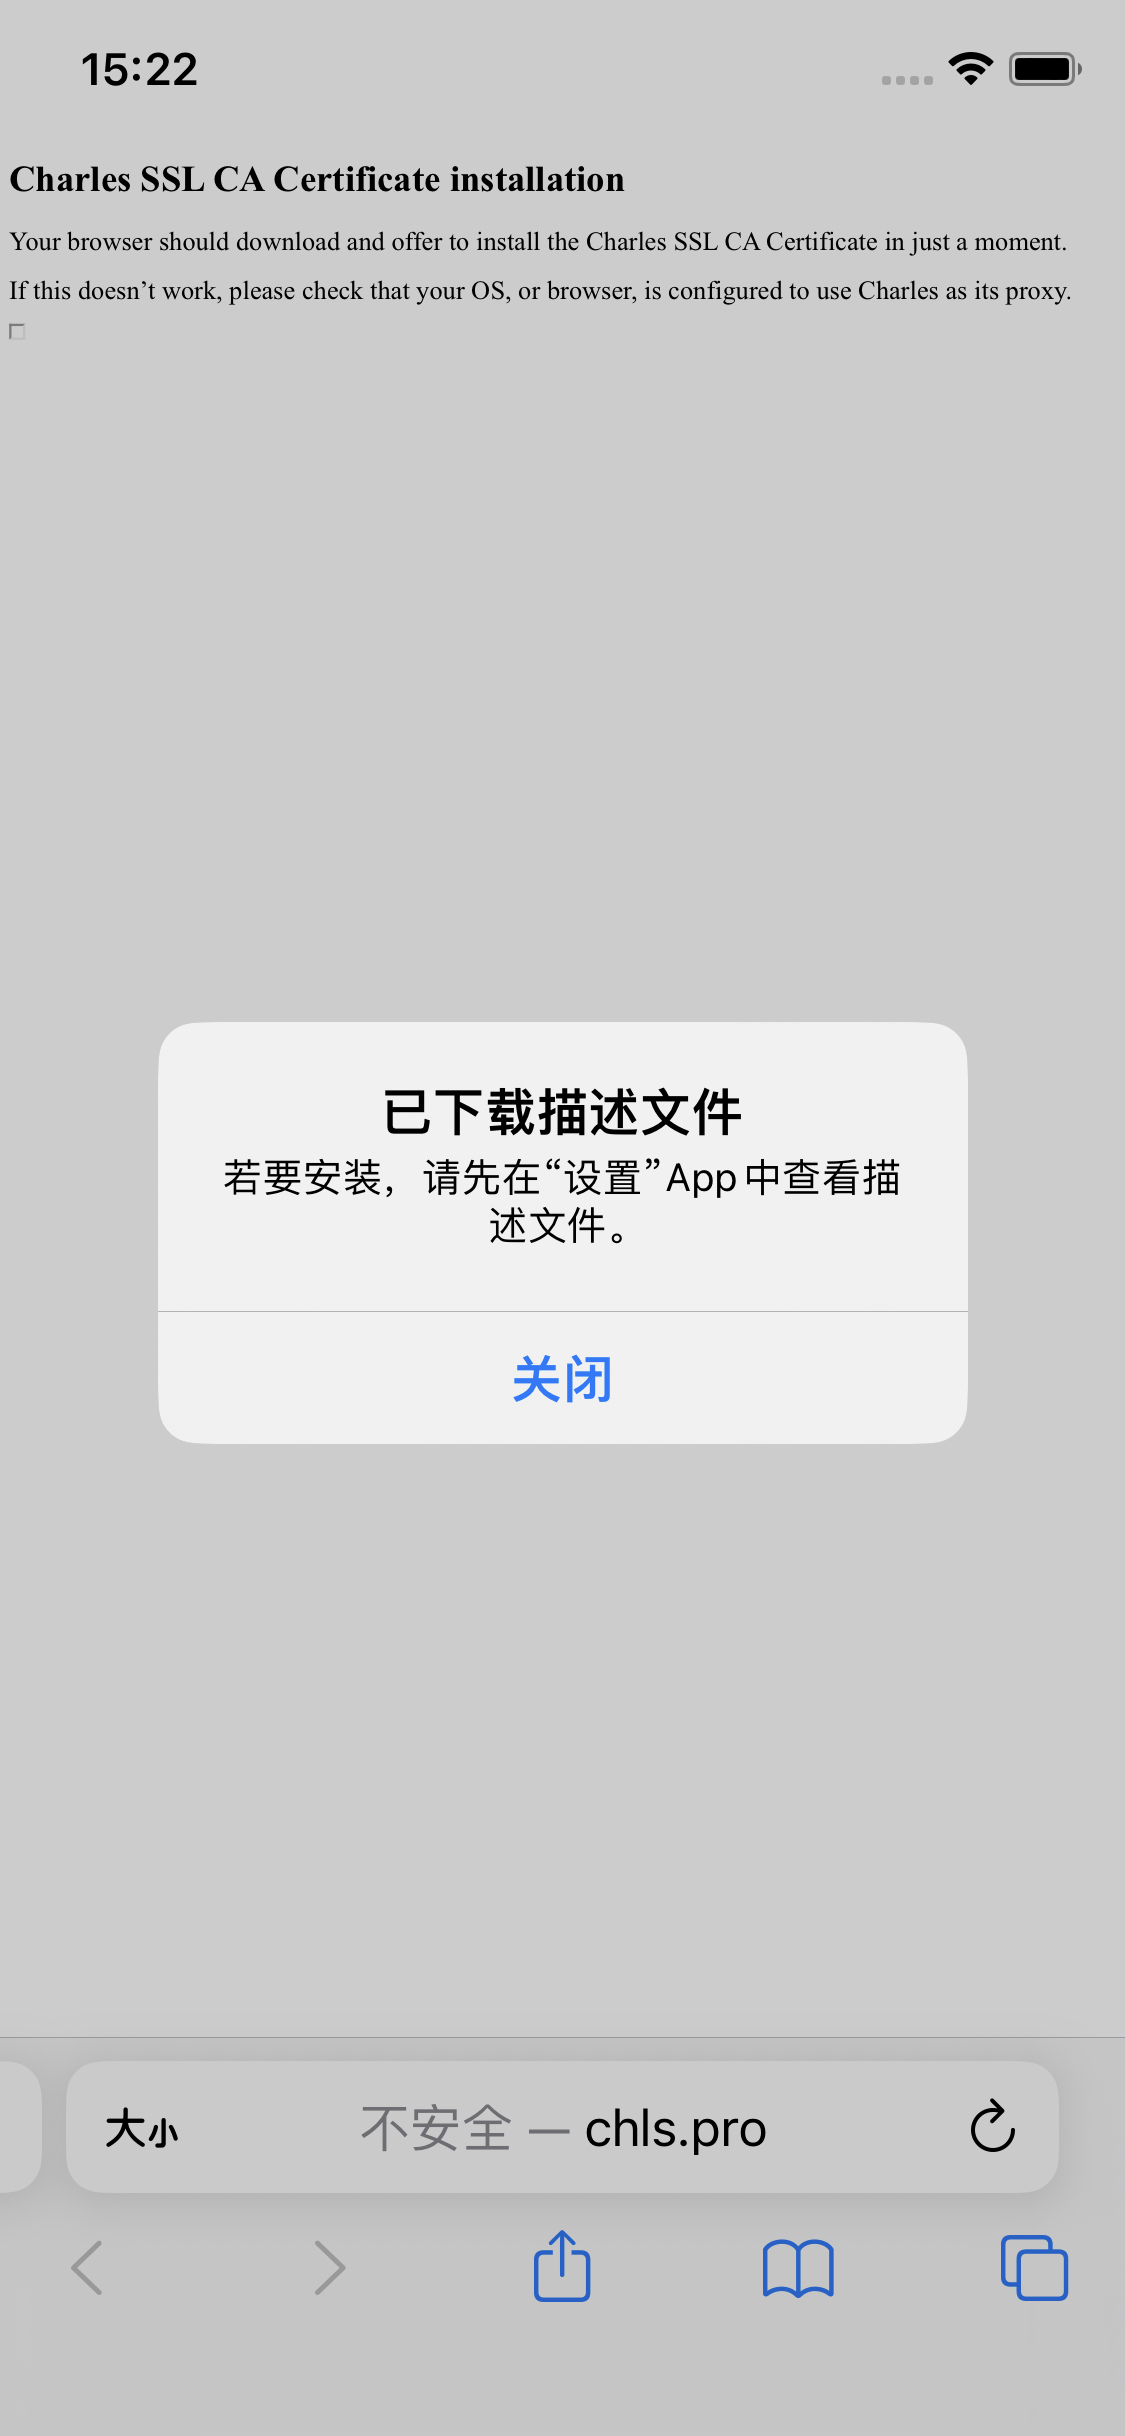 15:22
Charles SSL CA Certificate installation
Your browser should download and offer to install the Charles SSL CA Certificate in just a moment.
If this doesn’t work, please check that your OS, or browser, is configured to use Charles as its proxy.
已下载描述文件
若要安装，请先在“设置”App中查看描
述文件。
关闭
大小 不安全 — chls.pro